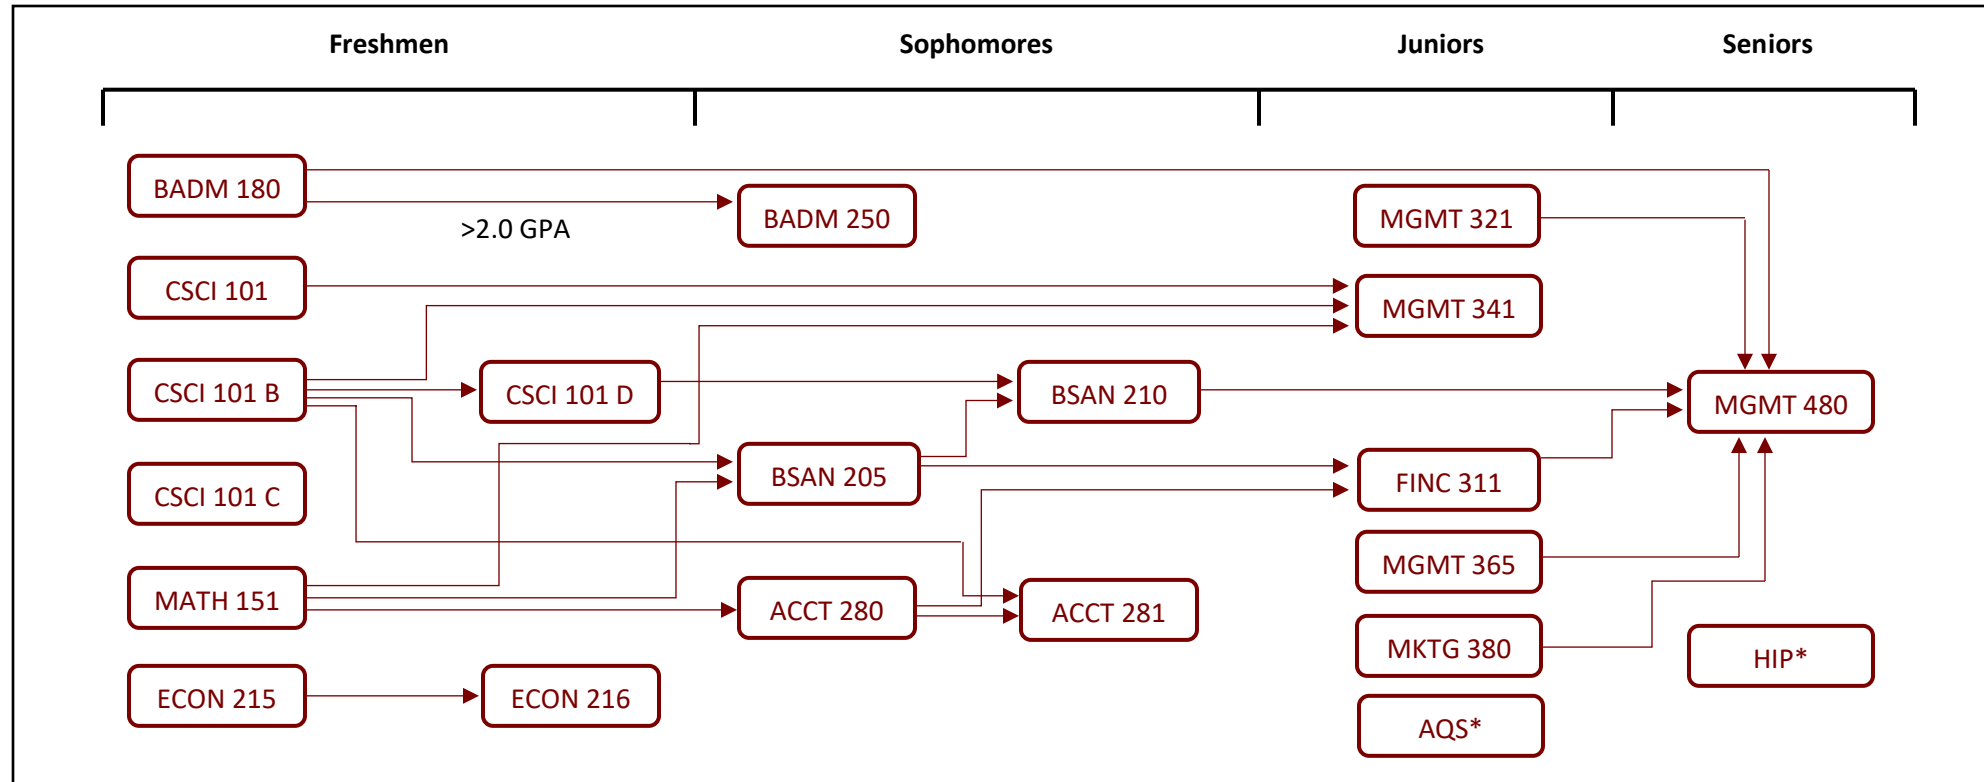 Freshmen
Sophomores
Juniors
Seniors
BADM 180
>2.0 GPA
BADM 250
MGMT 321
CSCI 101
MGMT 341
CSCI 101 B
CSCI 101 D
BSAN 210
MGMT 480
CSCI 101 C
BSAN 205
FINC 311
MGMT 365
MATH 151
ACCT 280
ACCT 281
MKTG 380
HIP*
ECON 215
ECON 216
AQS*